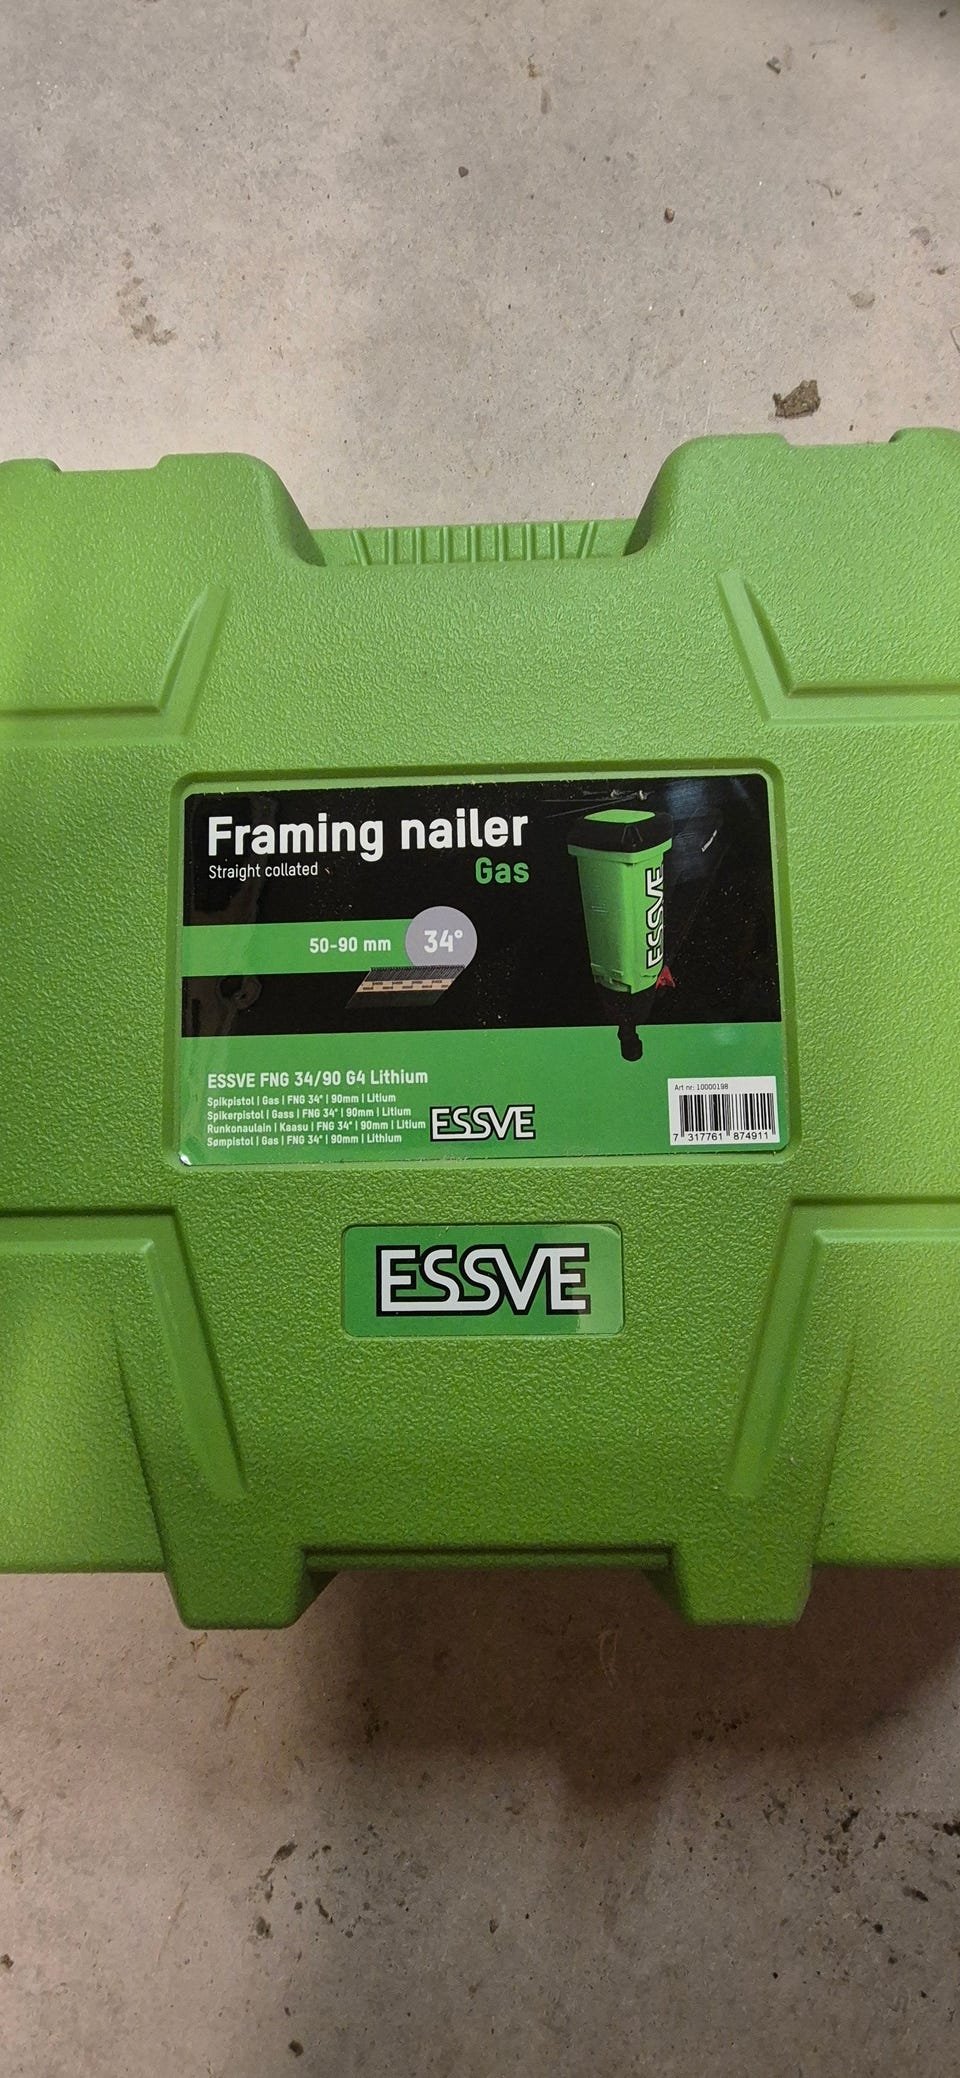 Framing nailer
Straight collated
Gas
ESSVE
50-90 mm
34°
ESSVE FNG 34/90 G4 Lithium
Spikpistol | Gas | FNG 34° | 90mm | Litium
Spikerpistol | Gass | FNG 34° | 90mm | Litium
Runkonaulain | Kaasu | FNG 34° | 90mm | Litium
Sømpistol | Gas | FNG 34° | 90mm | Lithium
ESSVE
Art nr: 10000198
7 317761 874911
ESSVE